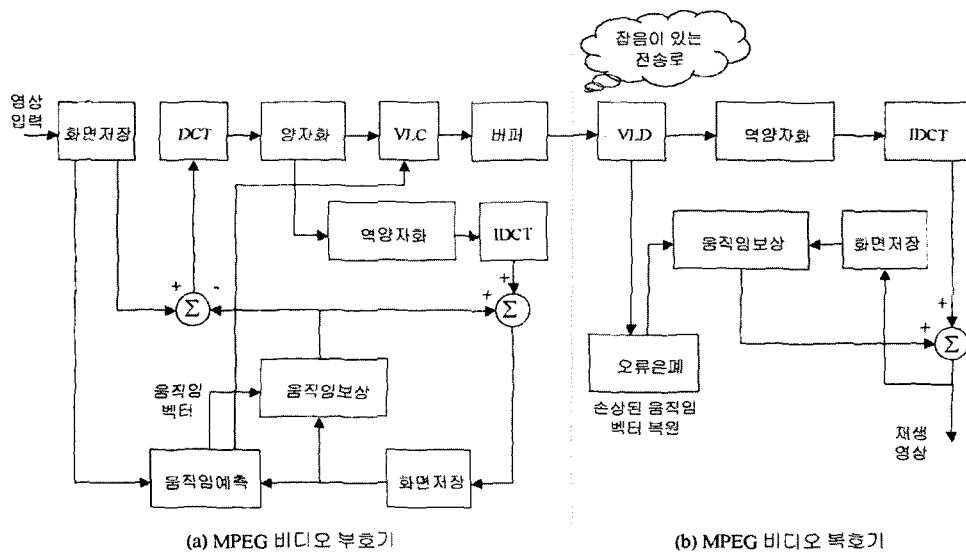 잡음이 있는
전송로
영상
입력
화면저장
DCT
양자화
VLC
버퍼
VLD
역양자화
IDCT
역양자화
IDCT
움직임보상
화면저장
+
-
Σ
+
+
Σ
+
+
Σ
움직임
벡터
움직임보상
오류은폐
손상된 움직임
벡터 복원
재생
영상
움직임예측
화면저장
(a) MPEG 비디오 부호기
(b) MPEG 비디오 복호기